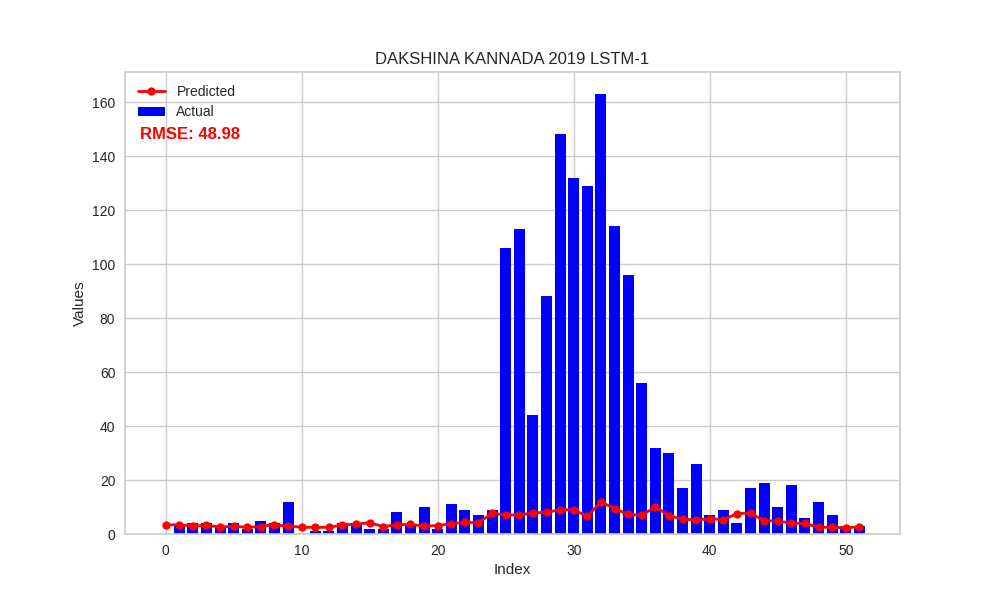 DAKSHINA KANNADA 2019 LSTM-1
Predicted
Actual
RMSE: 48.98
160
140
120
100
80
60
40
20
0
Values
0 10 20 30 40 50
Index